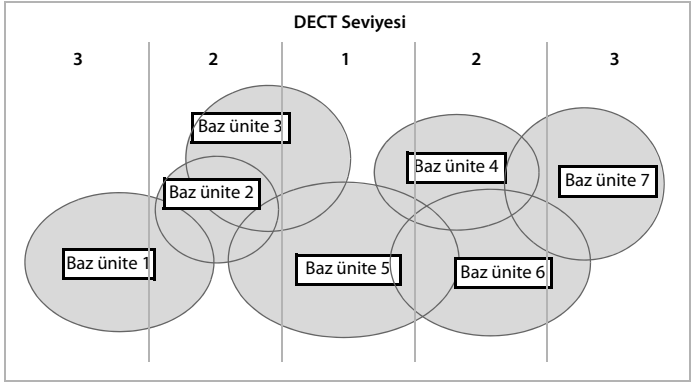 DECT Seviyesi
3 2 1 2 3
Baz ünite 3
Baz ünite 4
Baz ünite 7
Baz ünite 2
Baz ünite 1
Baz ünite 5
Baz ünite 6